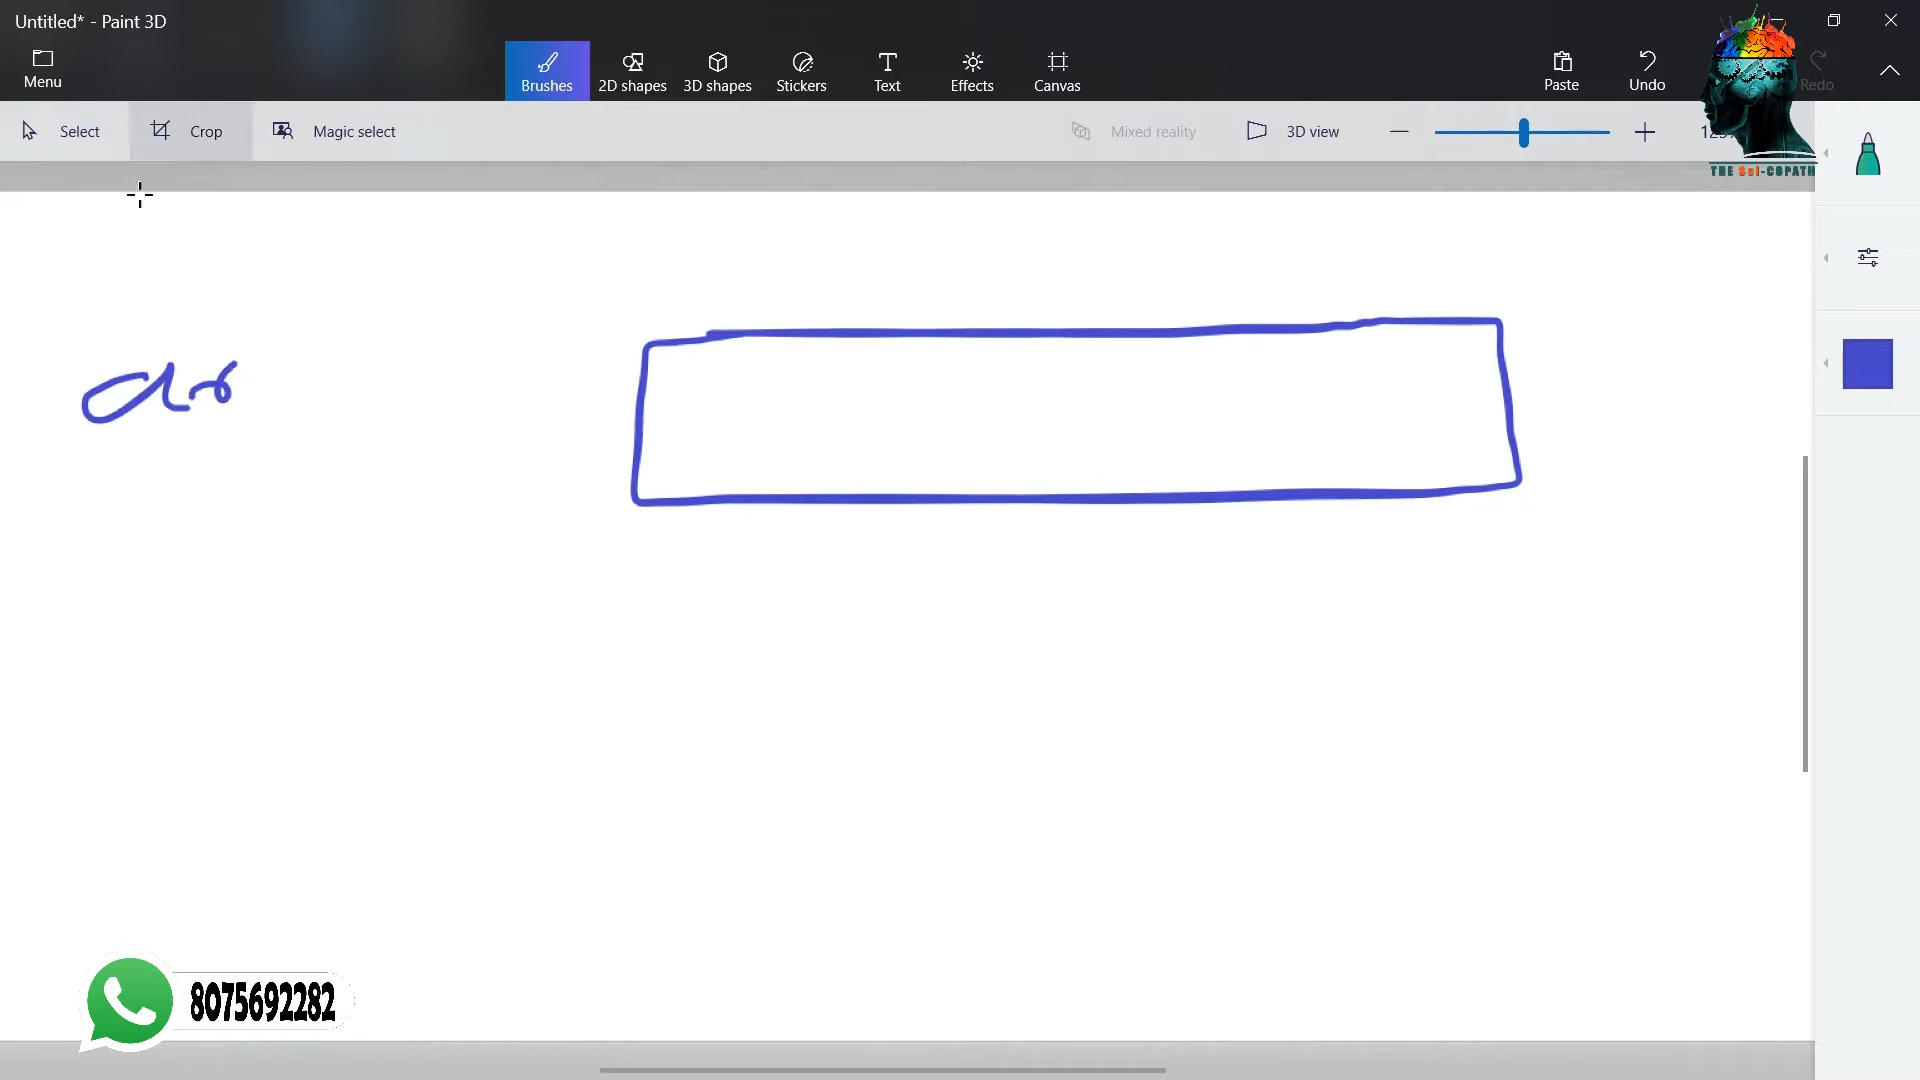 Untitled* - Paint 3D
Menu
Brushes
2D shapes
3D shapes
Stickers
Text
Effects
Canvas
Paste
Undo
Redo
Select
Crop
Magic select
Mixed reality
3D view
THE Sci-COPATH
8075692282